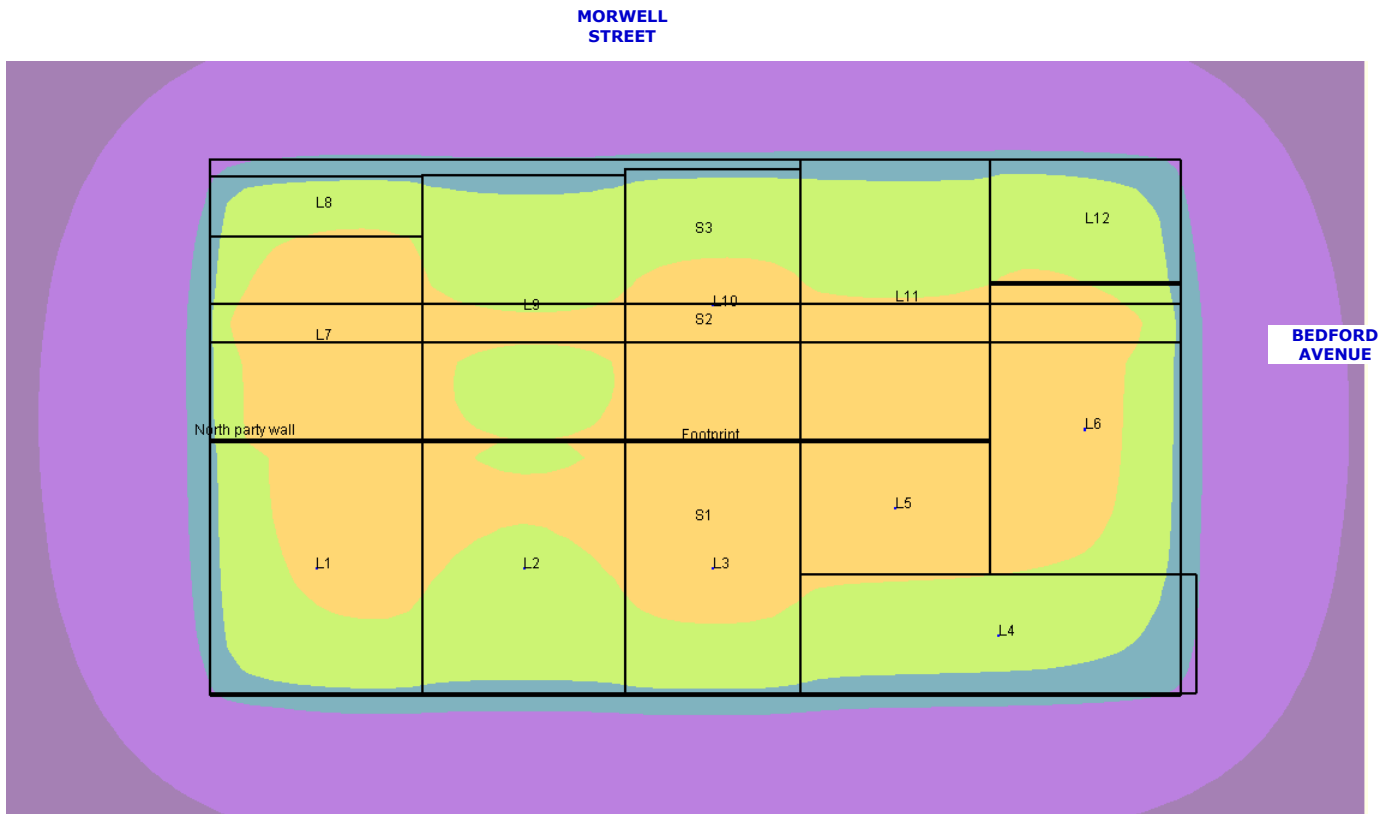 MORWELL
STREET
L8
S3
L12
L9
L10
L11
S2
L7
BEDFORD
AVENUE
North party wall
Footprint
L6
L5
S1
L1
L2
L3
L4